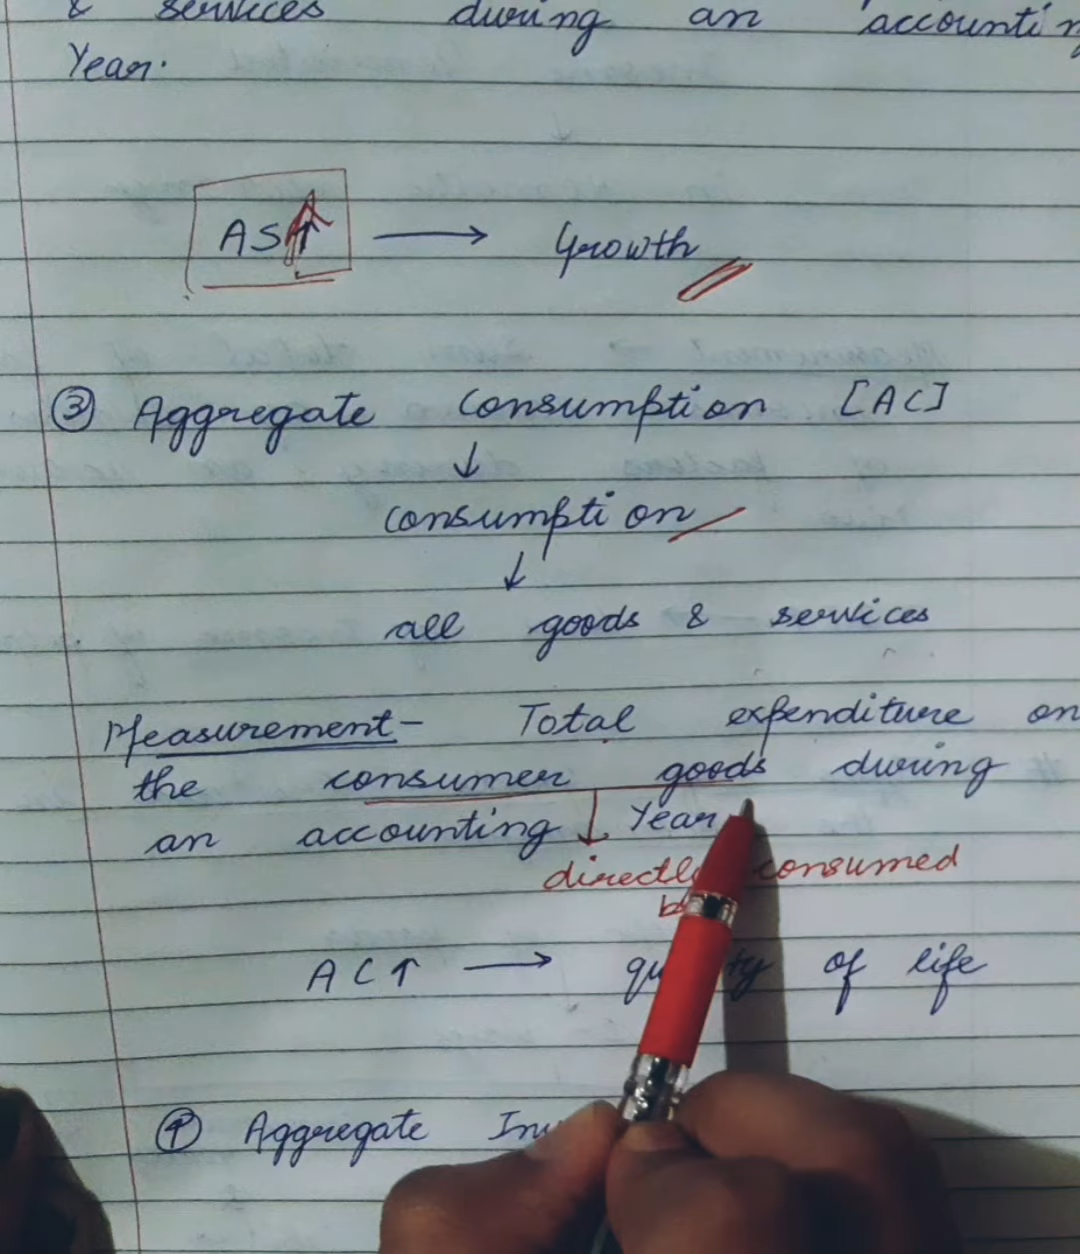 & services during an accounting
Year.
AS↑ → Growth
③ Aggregate Consumption [AC]
↓
Consumption
↓
all goods & services
Measurement- Total expenditure on
the consumer goods during
an accounting ↓ Year
directly consumed
AC↑ → of life
④ Aggregate